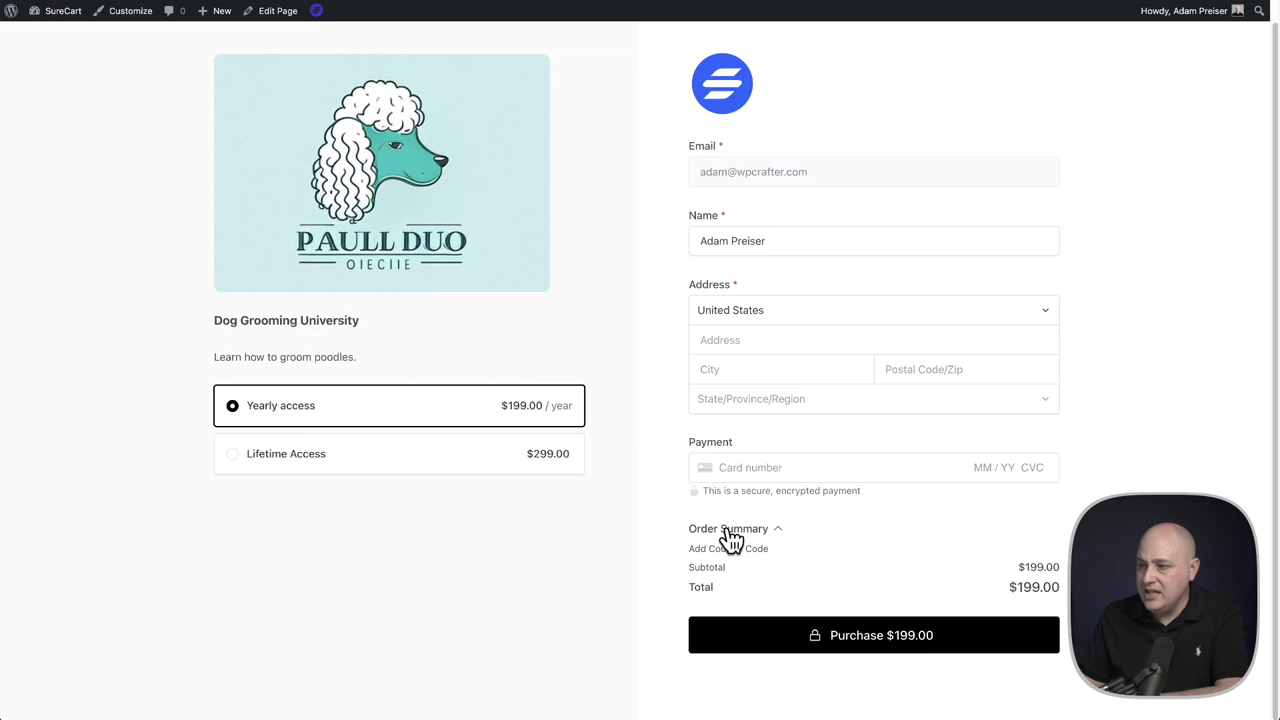 SureCart
Customize
0
New
Edit Page
Howdy, Adam Preiser
PAULL DUO
OIECIIE
Dog Grooming University
Learn how to groom poodles.
Yearly access
$199.00 / year
Lifetime Access
$299.00
Email *
adam@wpcrafter.com
Name *
Adam Preiser
Address *
United States
Address
City
Postal Code/Zip
State/Province/Region
Payment
Card number
MM / YY CVC
This is a secure, encrypted payment
Order Summary
Add Code
Subtotal
$199.00
Total
$199.00
Purchase $199.00